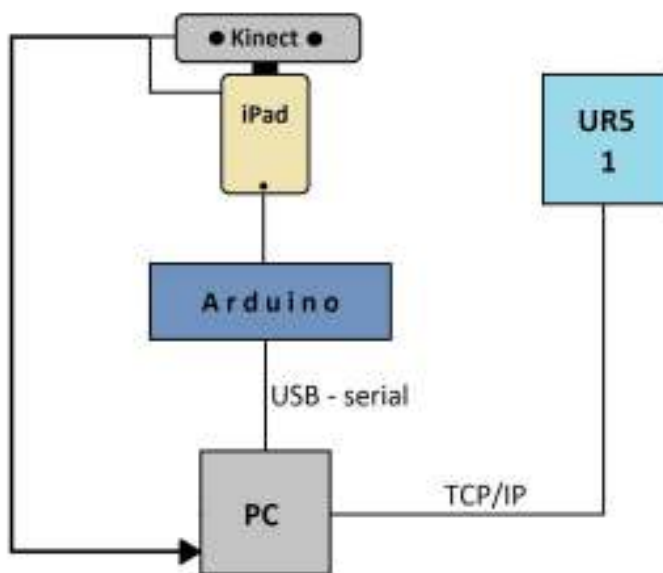 Kinect
iPad
UR5
1
Arduino
USB - serial
PC
TCP/IP